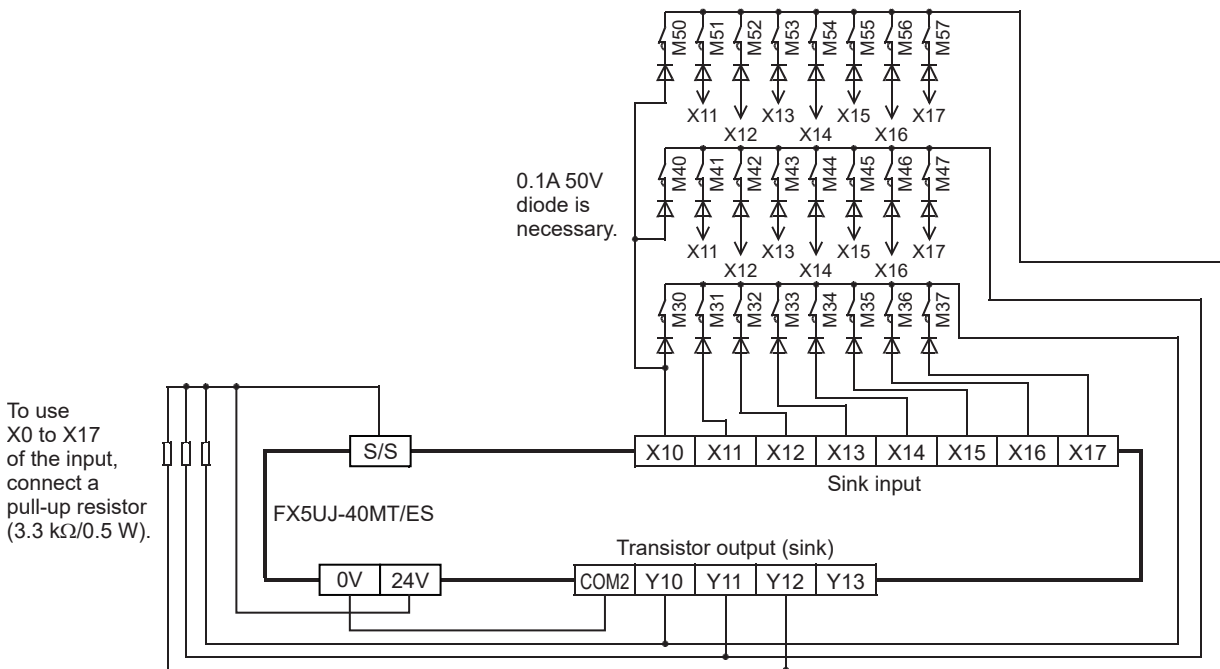 M50 M51 M52 M53 M54 M55 M56 M57
X11 X13 X15 X17
X12 X14 X16
0.1A 50V
diode is
necessary.
M40 M41 M42 M43 M44 M45 M46 M47
X11 X13 X15 X17
X12 X14 X16
M30 M31 M32 M33 M34 M35 M36 M37
To use
X0 to X17
of the input,
connect a
pull-up resistor
(3.3 kΩ/0.5 W).
S/S
X10 X11 X12 X13 X14 X15 X16 X17
Sink input
FX5UJ-40MT/ES
Transistor output (sink)
0V 24V
COM2 Y10 Y11 Y12 Y13